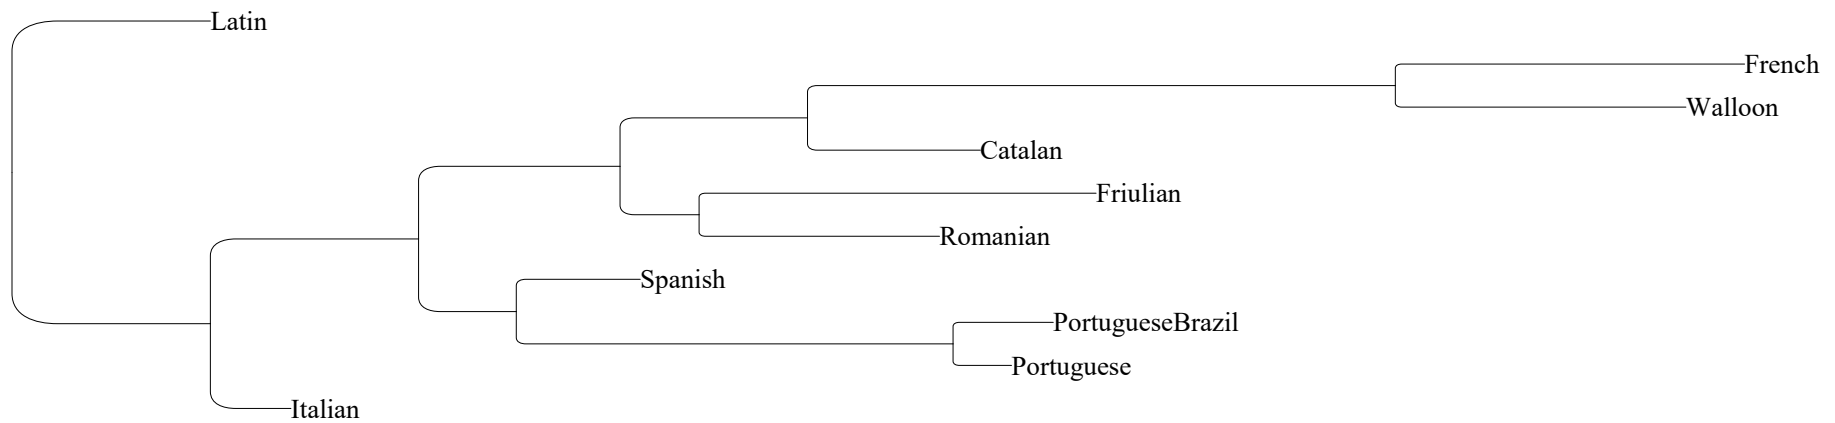 Latin
French
Walloon
Catalan
Friulian
Romanian
Spanish
PortugueseBrazil
Portuguese
Italian